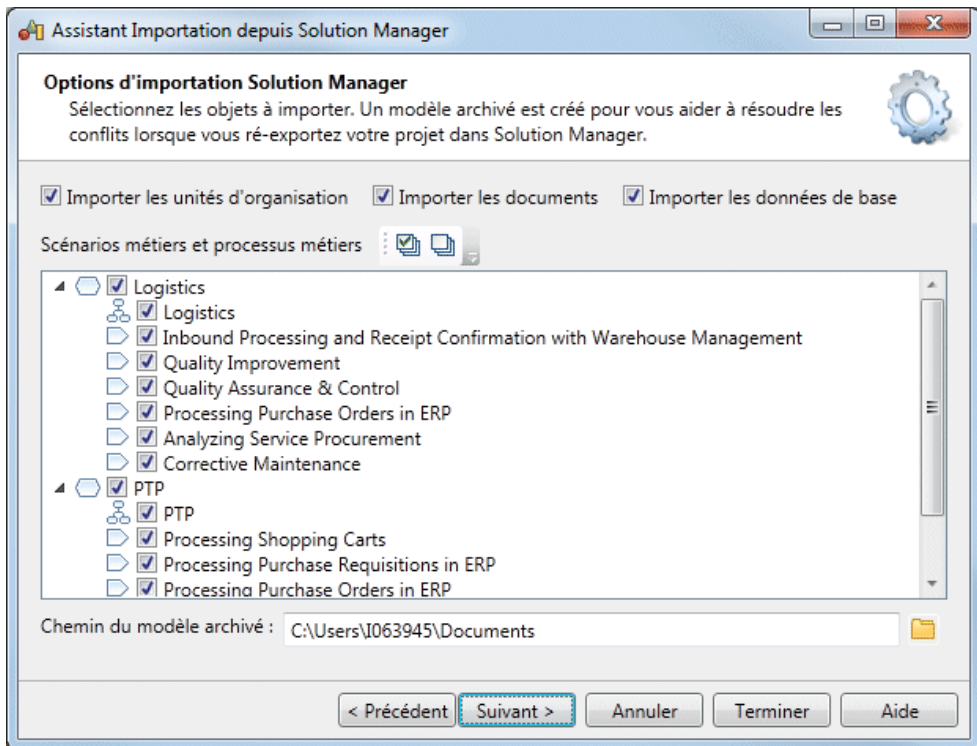 Assistant Importation depuis Solution Manager
Options d'importation Solution Manager
Sélectionnez les objets à importer. Un modèle archivé est créé pour vous aider à résoudre les
conflits lorsque vous ré-exportez votre projet dans Solution Manager.
Importer les unités d'organisation Importer les documents Importer les données de base
Scénarios métiers et processus métiers
Logistics
Logistics
Inbound Processing and Receipt Confirmation with Warehouse Management
Quality Improvement
Quality Assurance & Control
Processing Purchase Orders in ERP
Analyzing Service Procurement
Corrective Maintenance
PTP
PTP
Processing Shopping Carts
Processing Purchase Requisitions in ERP
Processing Purchase Orders in ERP
Chemin du modèle archivé : C:\Users\I063945\Documents
< Précédent Suivant > Annuler Terminer Aide